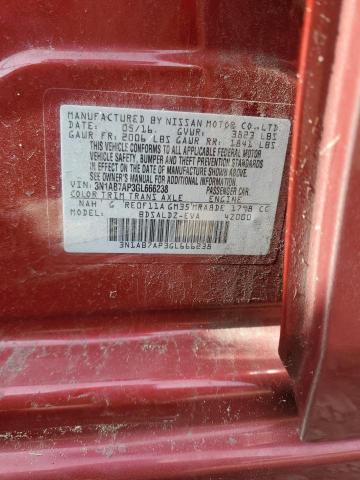 MANUFACTURED BY NISSAN MOTOR CO., LTD.
DATE: 05/16 GVWR: 3823 LBS
GAWR FR: 2006 LBS GAWR RR: 1841 LBS
THIS VEHICLE CONFORMS TO ALL APPLICABLE FEDERAL MOTOR
VEHICLE SAFETY, BUMPER AND THEFT PREVENTION STANDARDS
IN EFFECT ON THE DATE OF MANUFACTURE SHOWN ABOVE.
SEE OWNER'S MANUAL FOR ADDITIONAL INFORMATION.
VIN: 3N1AB7AP3GL666238 PASSENGER CAR
COLOR TRIM TRANS AXLE ENGINE
NAH G RE0F11A GM35 MRA8DE 1798 CC
MODEL: BDSALDZ-EVA 42000
3N1AB7AP3GL666238